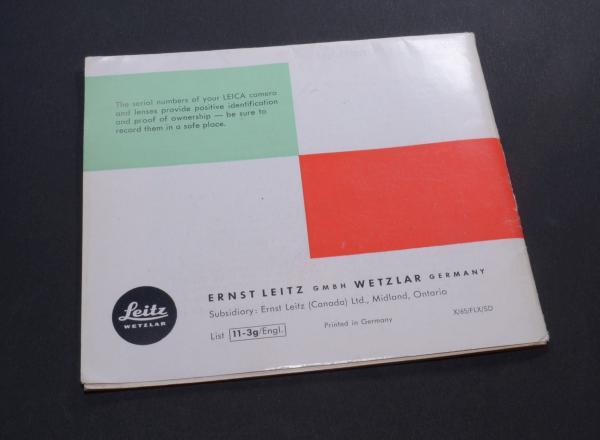 The serial numbers of your LEICA camera
and lenses provide positive identification
and proof of ownership — be sure to
record them in a safe place.
ERNST LEITZ GMBH WETZLAR GERMANY
Subsidiary: Ernst Leitz (Canada) Ltd., Midland, Ontario
List 11-3g/Engl.
Printed in Germany
X/65/FLX/SD
Leitz
WETZLAR